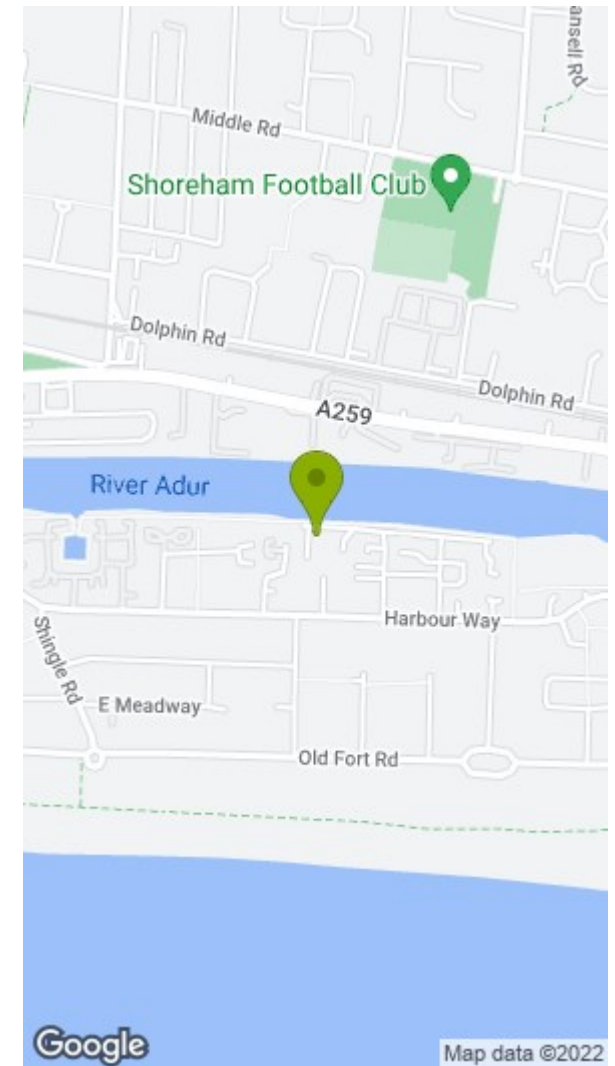 ansell Rd
Middle Rd
Shoreham Football Club
Dolphin Rd
Dolphin Rd
A259
River Adur
Harbour Way
Shingle Rd
E Meadway
Old Fort Rd
Google
Map data ©2022